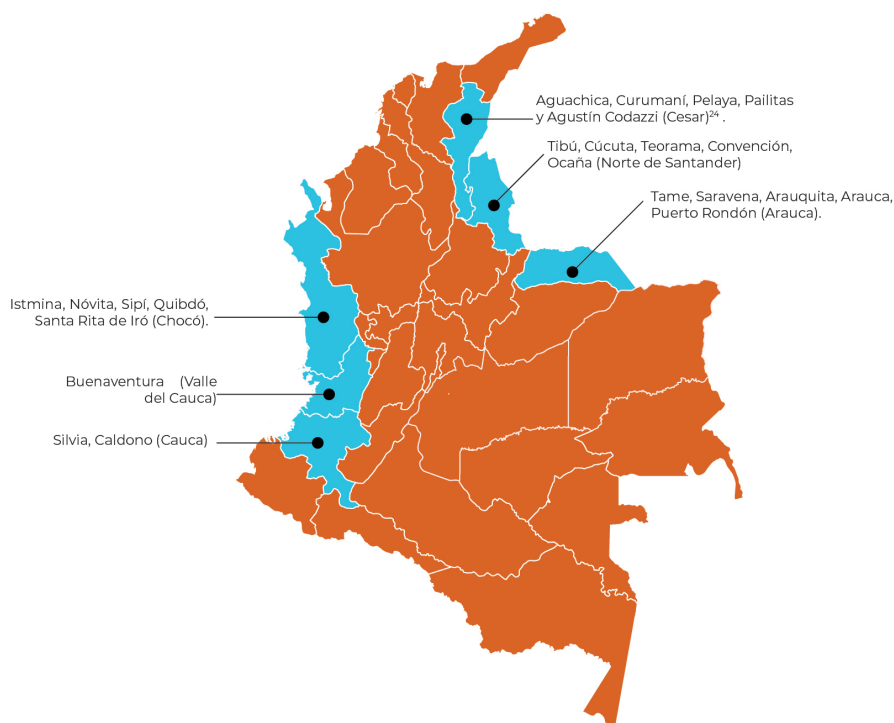 Aguachica, Curumaní, Pelaya, Pailitas
y Agustín Codazzi (Cesar)²⁴ .
Tibú, Cúcuta, Teorama, Convención,
Ocaña (Norte de Santander)
Tame, Saravena, Arauquita, Arauca,
Puerto Rondón (Arauca).
Istmina, Nóvita, Sipí, Quibdó,
Santa Rita de Iró (Chocó).
Buenaventura (Valle
del Cauca)
Silvia, Caldono (Cauca)